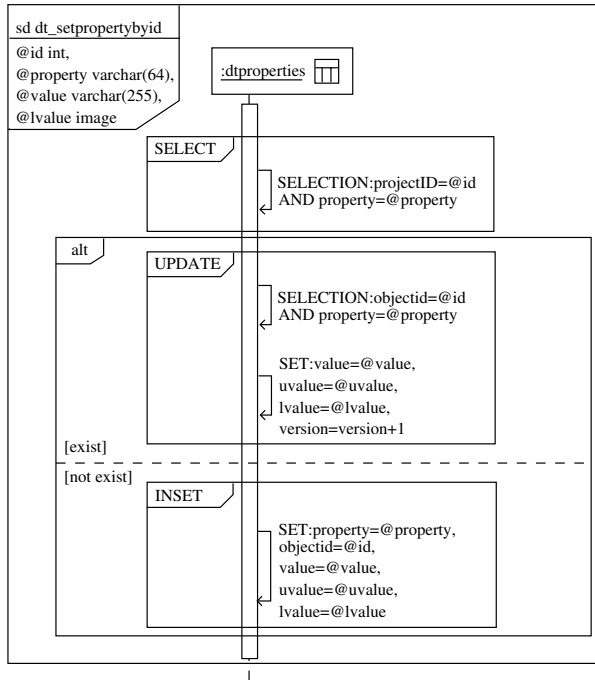 sd dt_setpropertybyid
@id int,
@property varchar(64),
@value varchar(255),
@lvalue image
:dtproperties
SELECT
SELECTION:projectID=@id
AND property=@property
alt
UPDATE
SELECTION:objectid=@id
AND property=@property
SET:value=@value,
uvalue=@uvalue,
lvalue=@lvalue,
version=version+1
[exist]
[not exist]
INSET
SET:property=@property,
objectid=@id,
value=@value,
uvalue=@uvalue,
lvalue=@lvalue